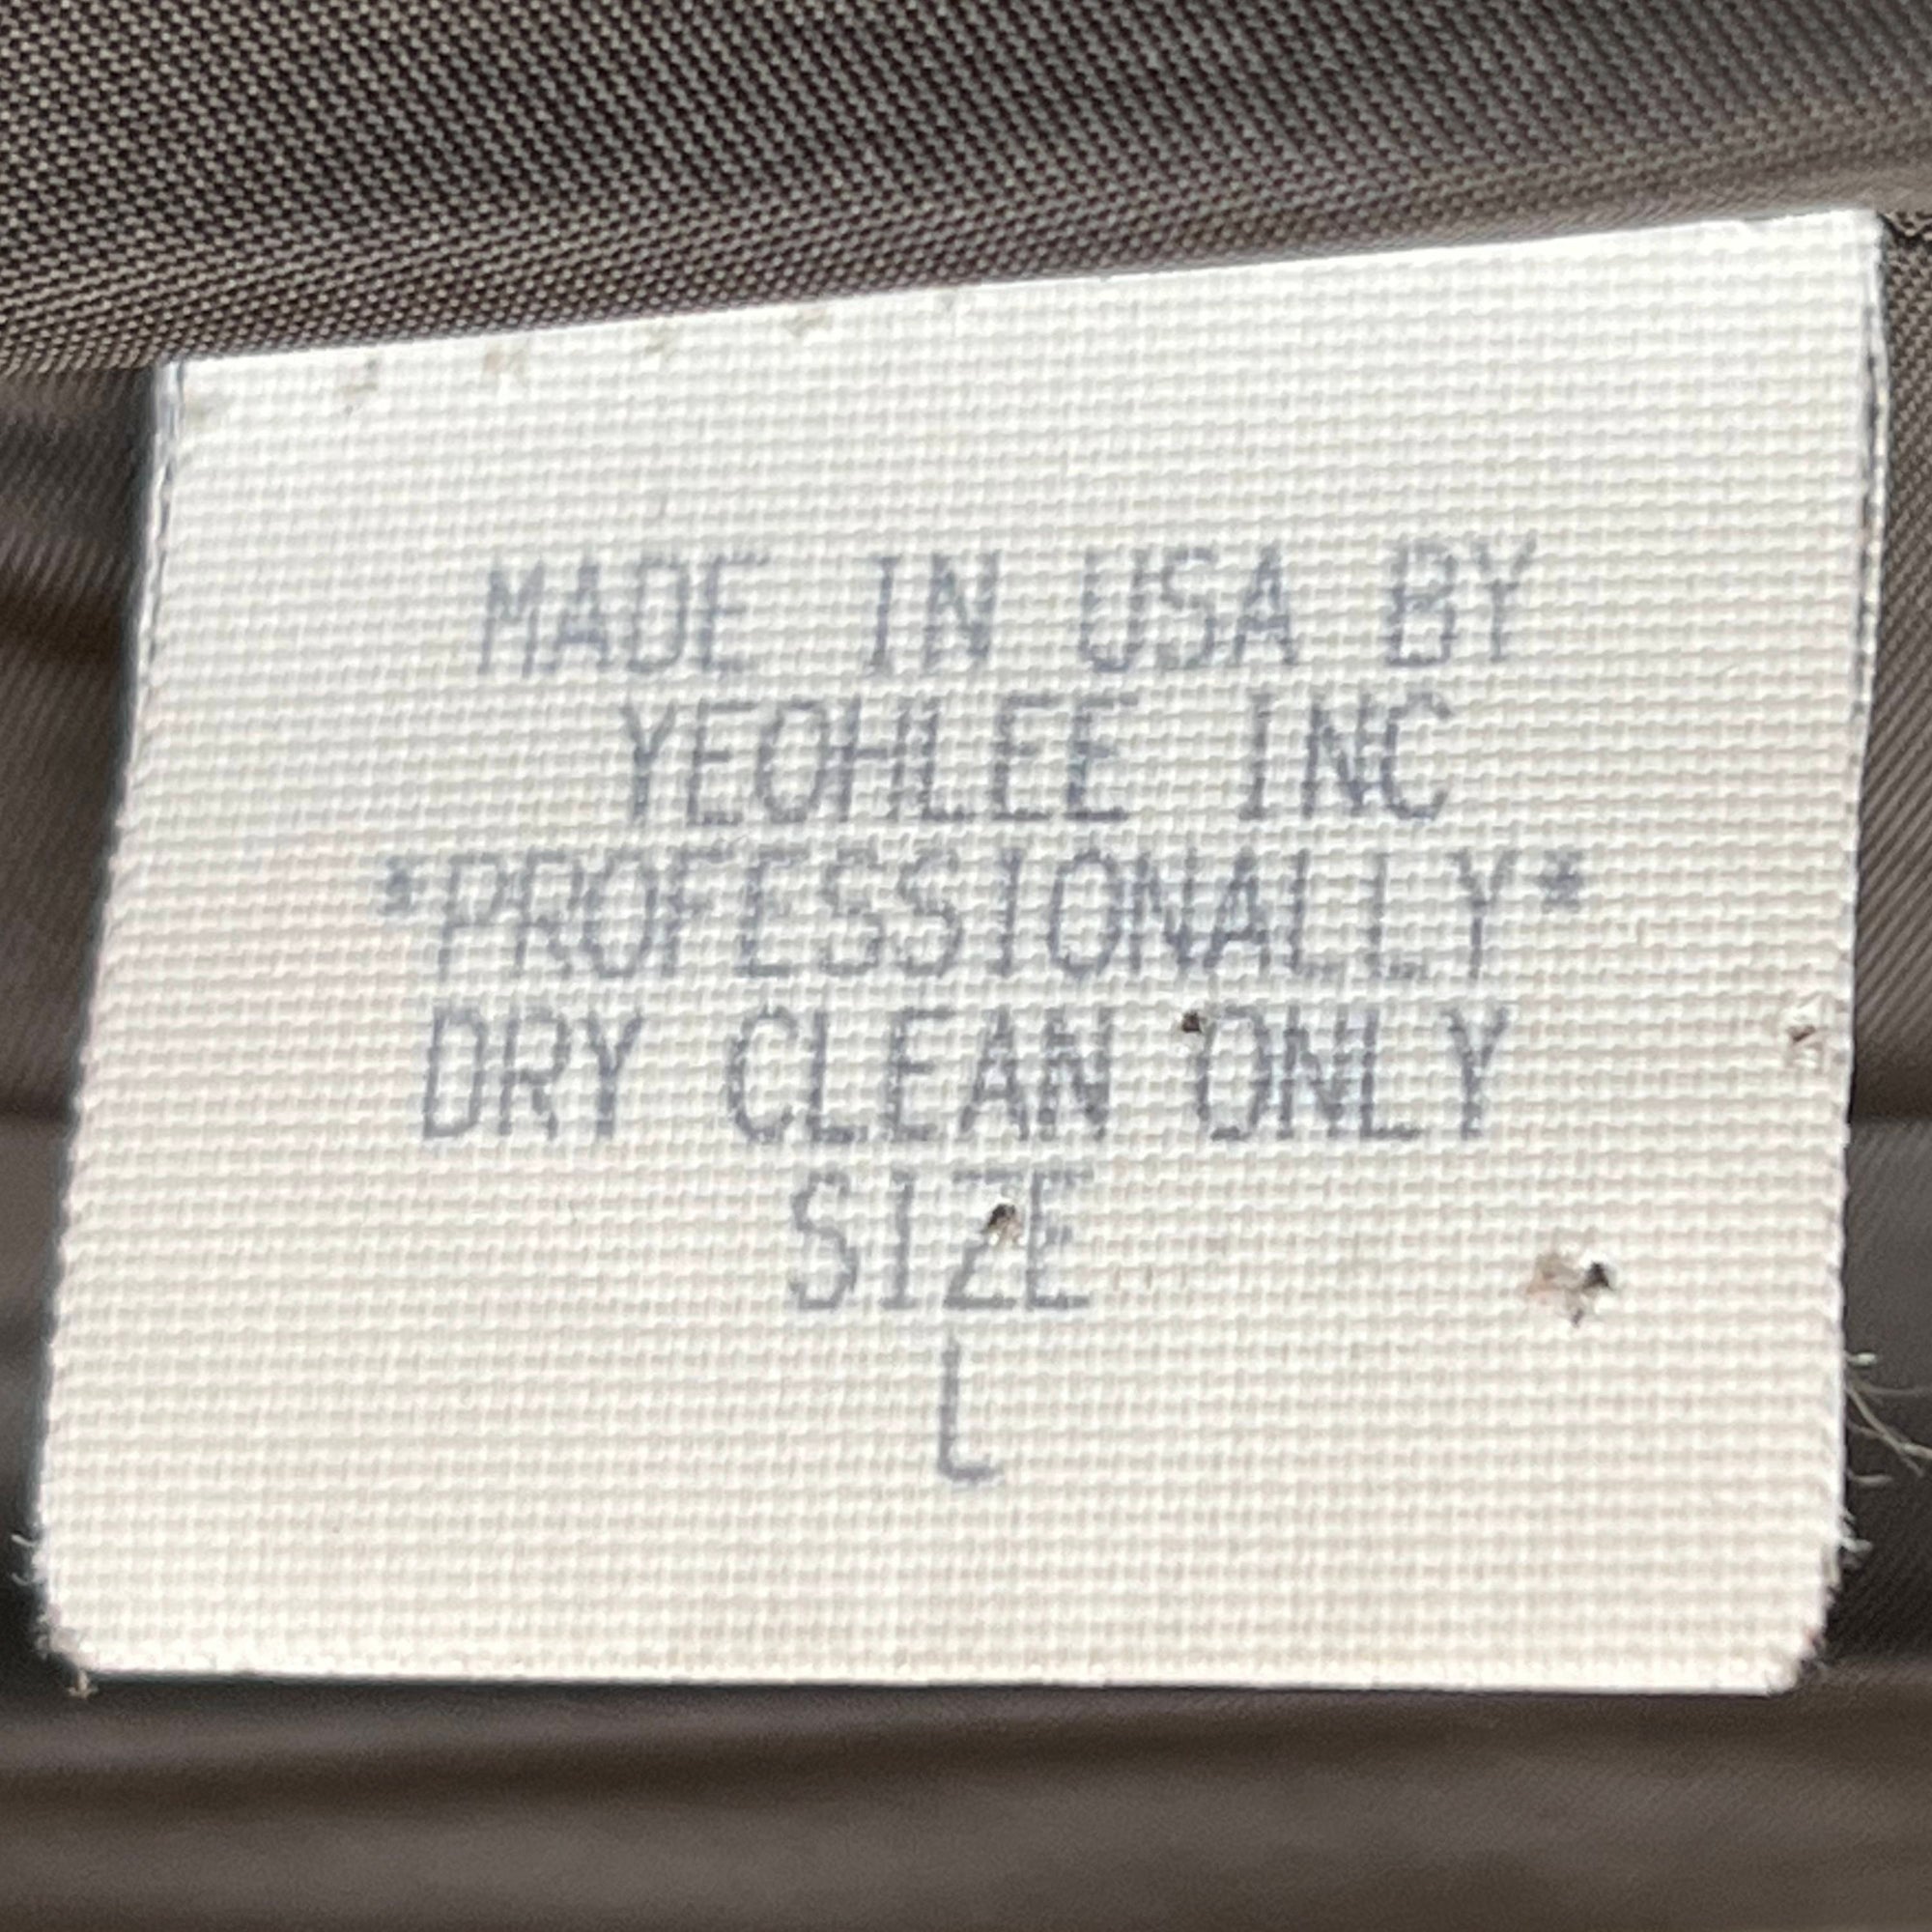 MADE IN USA BY
YEOHLEE INC
*PROFESSIONALLY*
DRY CLEAN ONLY
SIZE
L